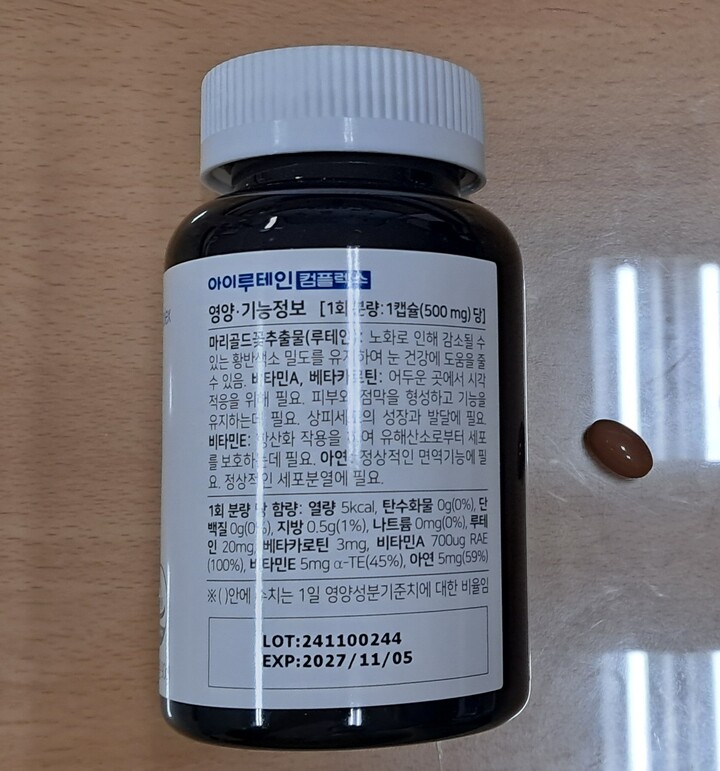 아이루테인 컴플렉스
영양·기능정보 [1회 분량:1캡슐(500 mg) 당]
마리골드꽃추출물(루테인): 노화로 인해 감소될 수
있는 황반색소 밀도를 유지하여 눈 건강에 도움을 줄
수 있음. 비타민A, 베타카로틴: 어두운 곳에서 시각
적응을 위해 필요. 피부와 점막을 형성하고 기능을
유지하는데 필요. 상피세포의 성장과 발달에 필요.
비타민E: 항산화 작용을 하여 유해산소로부터 세포
를 보호하는데 필요. 아연: 정상적인 면역기능에 필
요. 정상적인 세포분열에 필요.
1회 분량 당 함량: 열량 5kcal, 탄수화물 0g(0%), 단
백질 0g(0%), 지방 0.5g(1%), 나트륨 0mg(0%), 루테
인 20mg, 베타카로틴 3mg, 비타민A 700ug RAE
(100%), 비타민E 5mg α-TE(45%), 아연 5mg(59%)
※( )안에 수치는 1일 영양성분기준치에 대한 비율임
LOT:241100244
EXP:2027/11/05